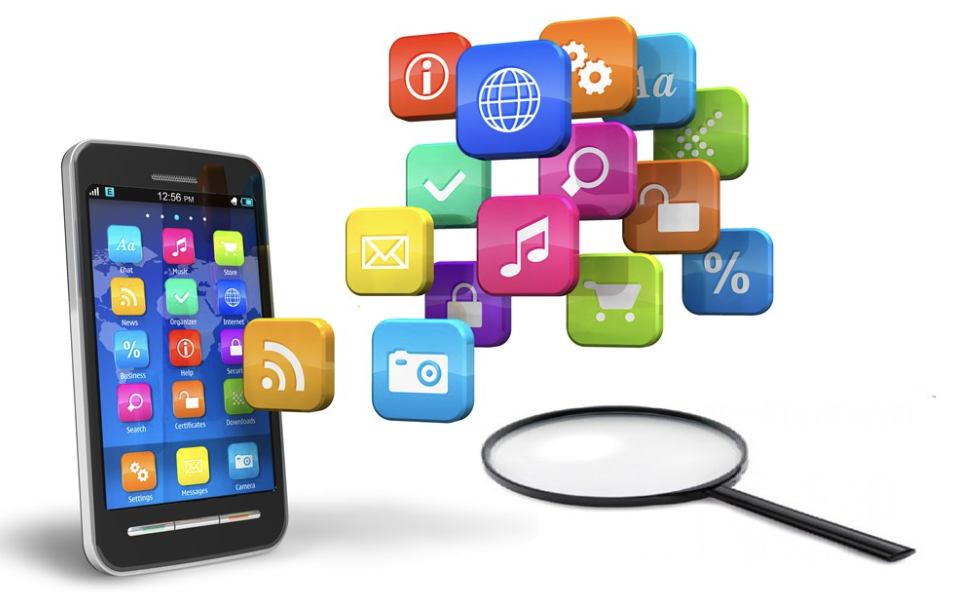 Aa
E
12:56 PM
Aa
Chat
Music
Store
News
Organizer
Internet
%
%
Business
Help
Search
Certificates
Downloads
Settings
Messages
Camera